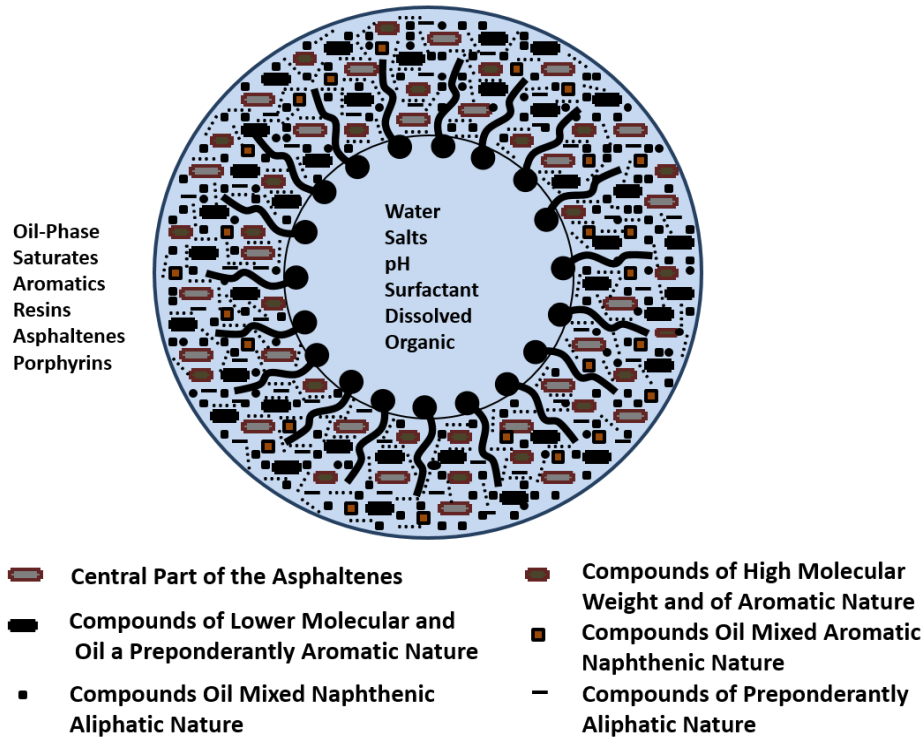 Oil-Phase
Saturates
Aromatics
Resins
Asphaltenes
Porphyrins
Water
Salts
pH
Surfactant
Dissolved
Organic
Central Part of the Asphaltenes
Compounds of Lower Molecular and
Oil a Preponderantly Aromatic Nature
Compounds Oil Mixed Naphthenic
Aliphatic Nature
Compounds of High Molecular
Weight and of Aromatic Nature
Compounds Oil Mixed Aromatic
Naphthenic Nature
Compounds of Preponderantly
Aliphatic Nature